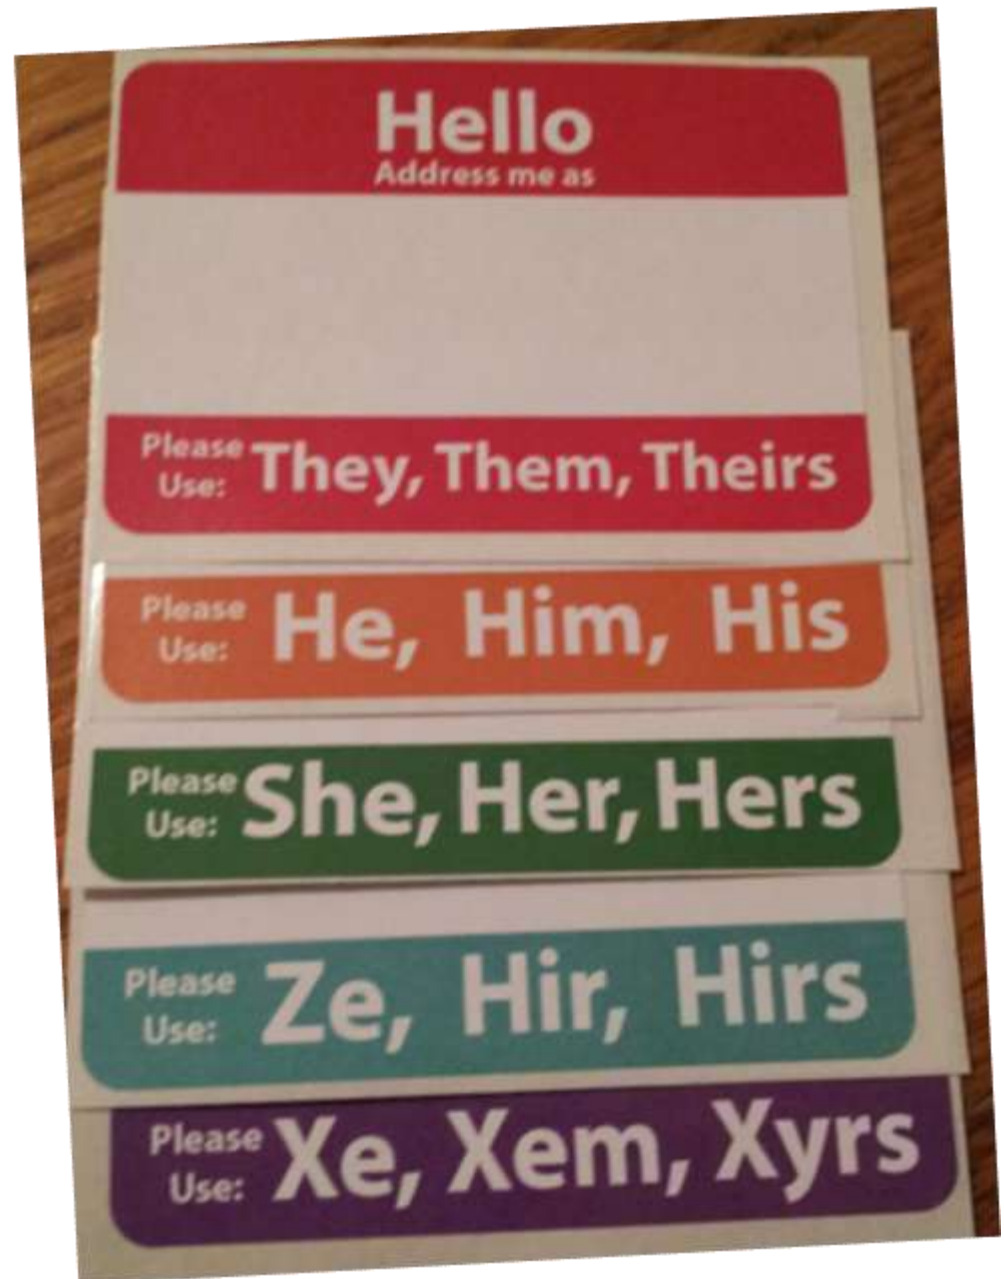 Hello
Address me as
Please
Use: They, Them, Theirs
Please
Use: He, Him, His
Please
Use: She, Her, Hers
Please
Use: Ze, Hir, Hirs
Please
Use: Xe, Xem, Xyrs